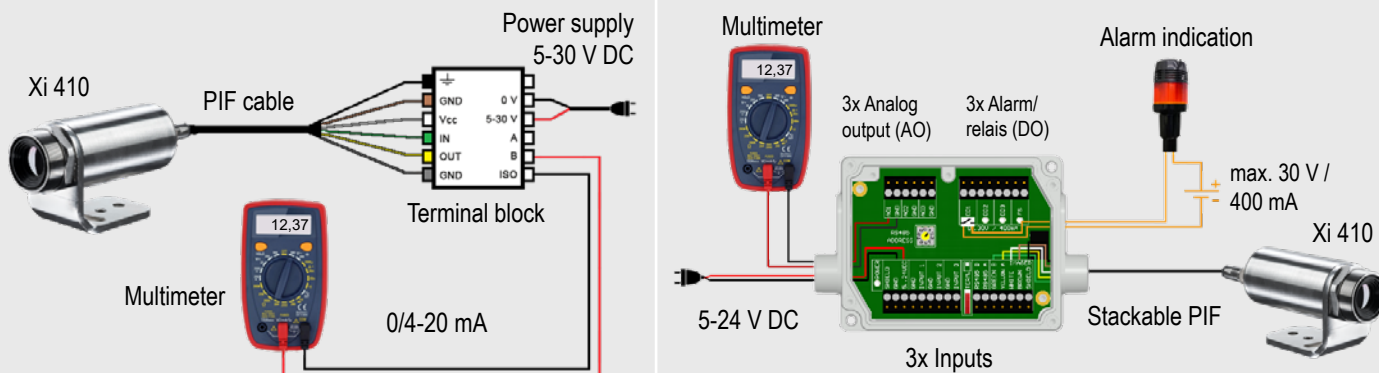 Power supply
5-30 V DC
Xi 410
PIF cable
GND
Vcc
IN
OUT
GND
0 V
5-30 V
A
B
ISO
Terminal block
12,37
Multimeter
0/4-20 mA
Multimeter
12,37
3x Analog
output (AO)
3x Alarm/
relais (DO)
Alarm indication
max. 30 V /
400 mA
Xi 410
RS485
ADDRESS
5-24 V DC
Stackable PIF
3x Inputs